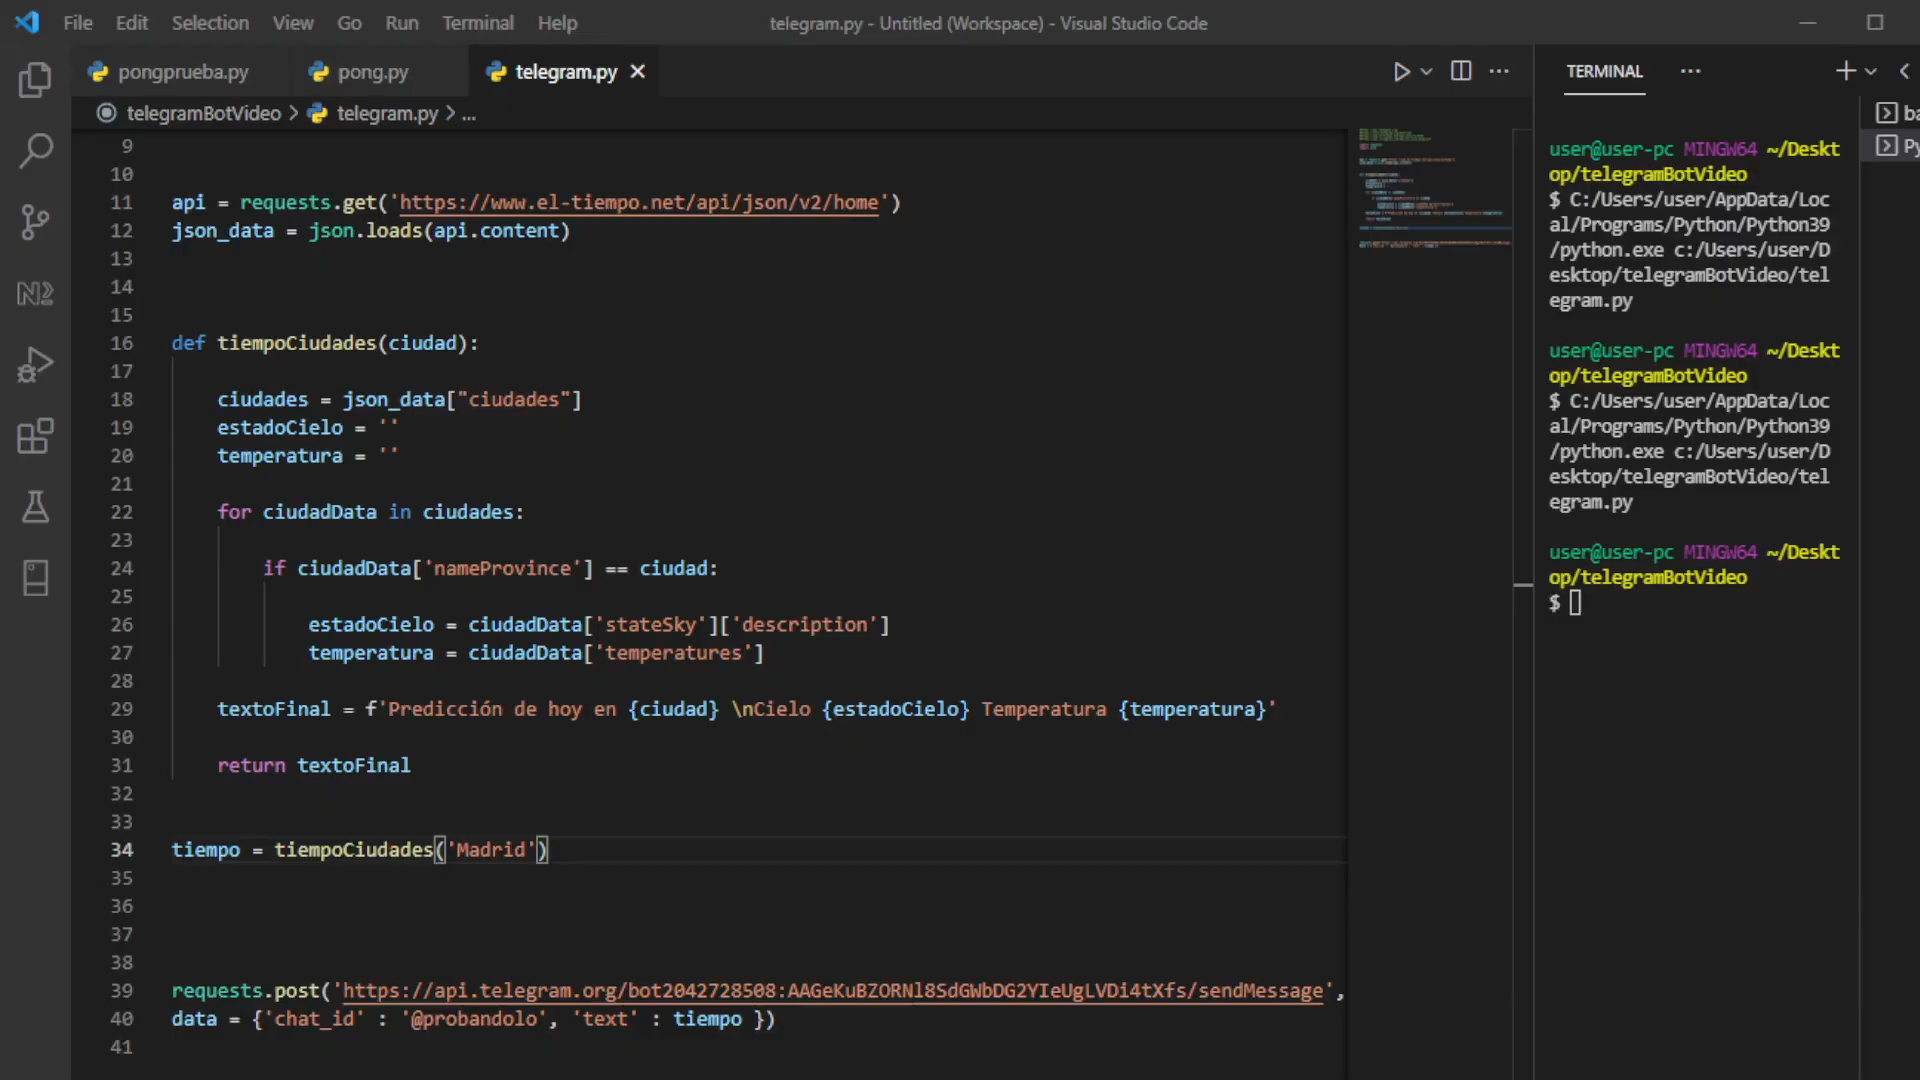 File Edit Selection View Go Run Terminal Help telegram.py - Untitled (Workspace) - Visual Studio Code
pongprueba.py pong.py telegram.py
telegramBotVideo > telegram.py > ...
9
10
11 api = requests.get('https://www.el-tiempo.net/api/json/v2/home')
12 json_data = json.loads(api.content)
13
14
15
16 def tiempoCiudades(ciudad):
17
18 ciudades = json_data["ciudades"]
19 estadoCielo = ''
20 temperatura = ''
21
22 for ciudadData in ciudades:
23
24 if ciudadData['nameProvince'] == ciudad:
25
26 estadoCielo = ciudadData['stateSky']['description']
27 temperatura = ciudadData['temperatures']
28
29 textoFinal = f'Predicción de hoy en {ciudad} \nCielo {estadoCielo} Temperatura {temperatura}'
30
31 return textoFinal
32
33
34 tiempo = tiempoCiudades('Madrid')
35
36
37
38
39 requests.post('https://api.telegram.org/bot2042728508:AAGeKuBZORNl8SdGWbDG2YIeUgLVDi4tXfs/sendMessage',
40 data = {'chat_id' : '@probandolo', 'text' : tiempo })
41
TERMINAL
user@user-pc MINGW64 ~/Deskt
op/telegramBotVideo
$ C:/Users/user/AppData/Loc
al/Programs/Python/Python39
/python.exe c:/Users/user/D
esktop/telegramBotVideo/tel
egram.py
user@user-pc MINGW64 ~/Deskt
op/telegramBotVideo
$ C:/Users/user/AppData/Loc
al/Programs/Python/Python39
/python.exe c:/Users/user/D
esktop/telegramBotVideo/tel
egram.py
user@user-pc MINGW64 ~/Deskt
op/telegramBotVideo
$
ba
Py